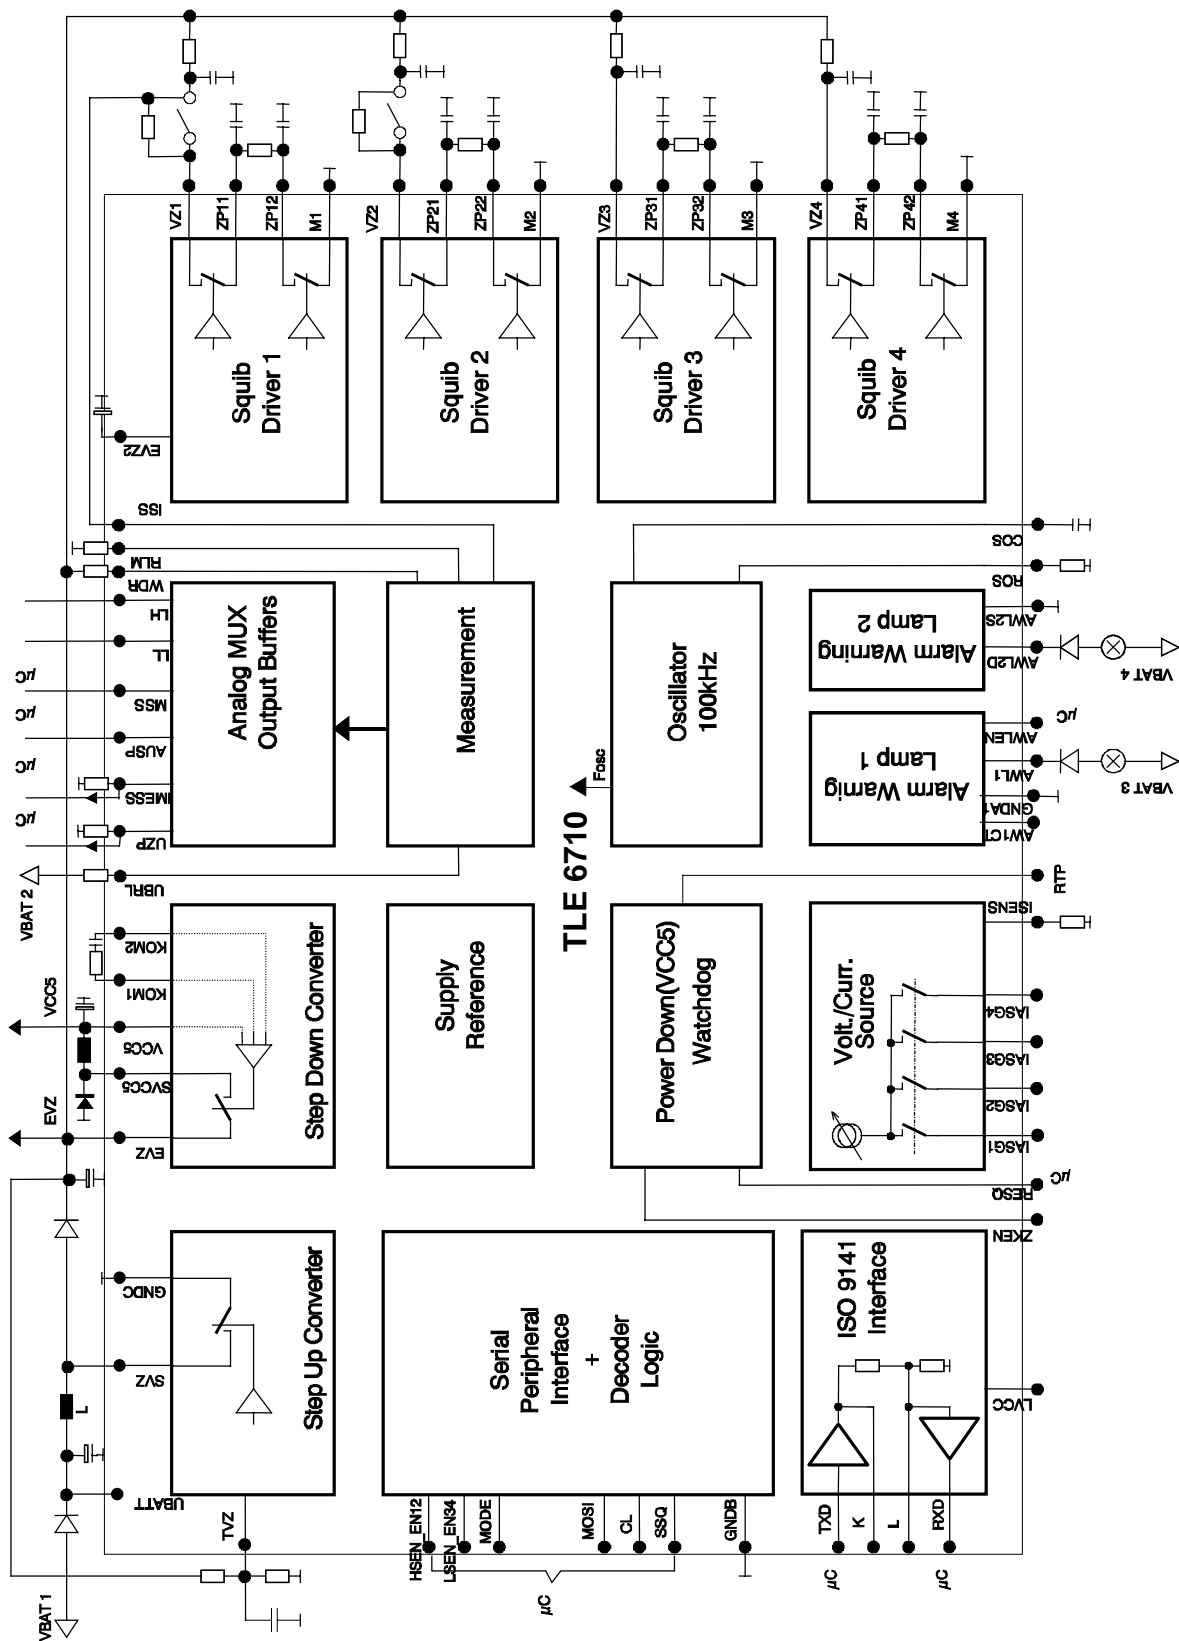 VZ1
ZP11
ZP12
M1
VZ2
ZP21
ZP22
M2
VZ3
ZP31
ZP32
M3
VZ4
ZP41
ZP42
M4
Squib
Driver 1
Squib
Driver 2
Squib
Driver 3
Squib
Driver 4
EVZ2
ISS
RLM
WDR
LH
LL
MSS
AUSP
IMESS
UZP
UBRL
µC
µC
µC
µC
VBAT 2
Analog MUX
Output Buffers
Measurement
Oscillator
100kHz
Fosc
TLE 6710
Alarm Warning
Lamp 2
Alarm Warnig
Lamp 1
COS
ROS
AWL2S
AWL2D
VBAT 4
AWLEN
µC
AWL1
VBAT 3
GNDA1
AW1CT
KOM2
KOM1
VCC5
VCC5
SVCC5
EVZ
EVZ
Step Down Converter
Supply
Reference
Power Down(VCC5)
Watchdog
Volt./Curr.
Source
RTP
ISENS
IASG4
IASG3
IASG2
IASG1
RESQ
µC
ZKEN
GNDC
SVZ
L
UBATT
TVZ
VBAT 1
Step Up Converter
Serial
Peripheral
Interface
+
Decoder
Logic
HSEN_EN12
LSEN_EN34
MODE
MOSI
CL
SSQ
GNDB
µC
ISO 9141
Interface
TXD
K
L
RXD
µC
µC
LVCC